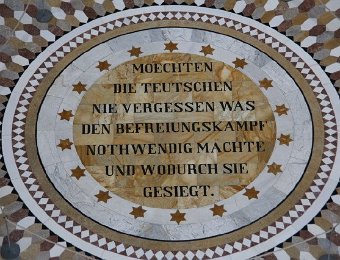 MOECHTEN
DIE TEUTSCHEN
NIE VERGESSEN WAS
DEN BEFREIUNGSKAMPF
NOTHWENDIG MACHTE
UND WODURCH SIE
GESIEGT.